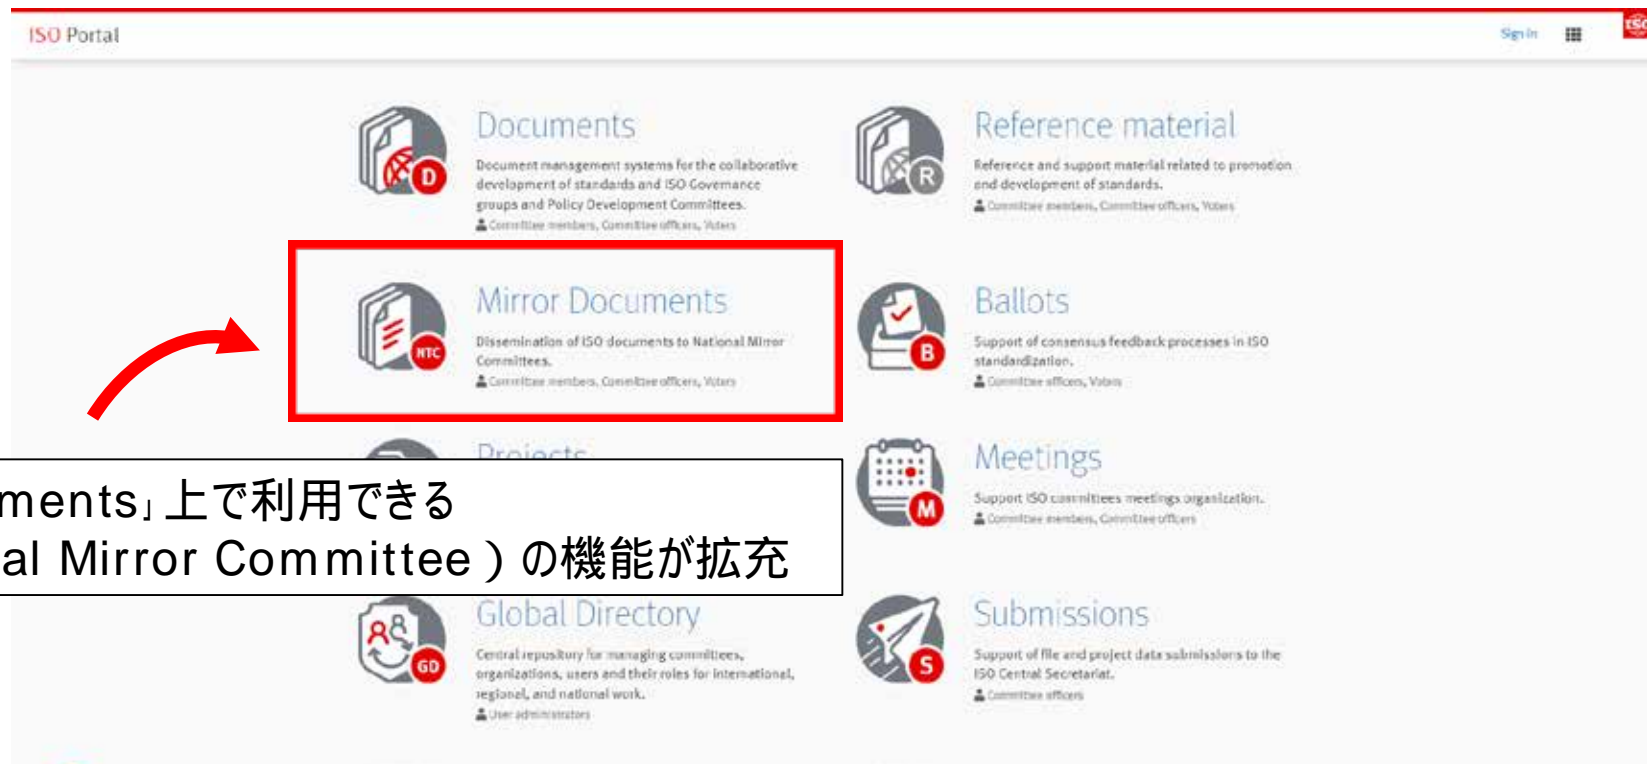 ISO Portal
Sign in
ISO
Documents
Document management systems for the collaborative
development of standards and ISO Governance
groups and Policy Development Committees.
Committee members, Committee officers, Voters
D
Reference material
Reference and support material related to promotion
and development of standards.
Committee members, Committee officers, Voters
R
Mirror Documents
Dissemination of ISO documents to National Mirror
Committees.
Committee members, Committee officers, Voters
NTC
Ballots
Support of consensus feedback processes in ISO
standardization.
Committee officers, Voters
B
Projects
Meetings
Support ISO committees meetings organization.
Committee members, Committee officers
M
ments」上で利用できる
al Mirror Committee）の機能が拡充
Global Directory
Central repository for managing committees,
organizations, users and their roles for international,
regional, and national work.
User administrators
GD
Submissions
Support of file and project data submissions to the
ISO Central Secretariat.
Committee officers
S